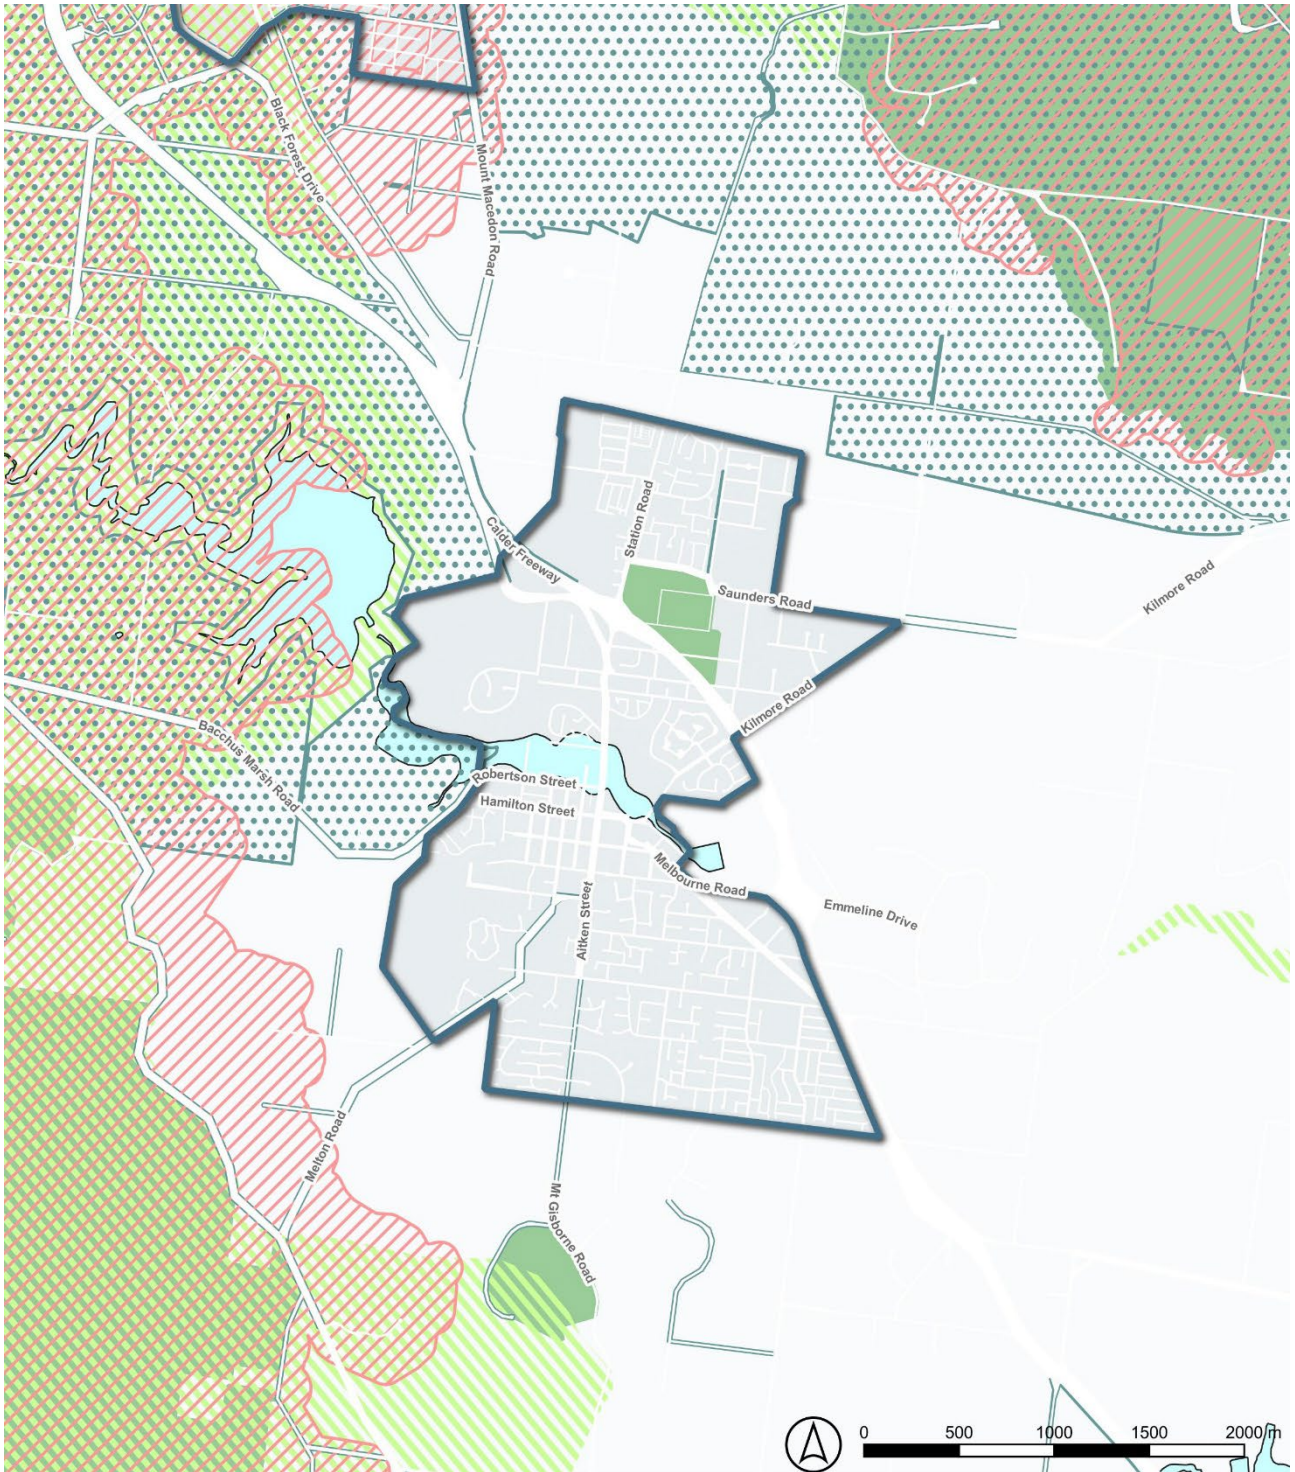 Black Forest Drive
Mount Macedon Road
Calder Freeway
Station Road
Saunders Road
Kilmore Road
Kilmore Road
Bacchus Marsh Road
Robertson Street
Hamilton Street
Melbourne Road
Aitken Street
Emmeline Drive
Melton Road
Mt Gisborne Road
0 500 1000 1500 2000 m